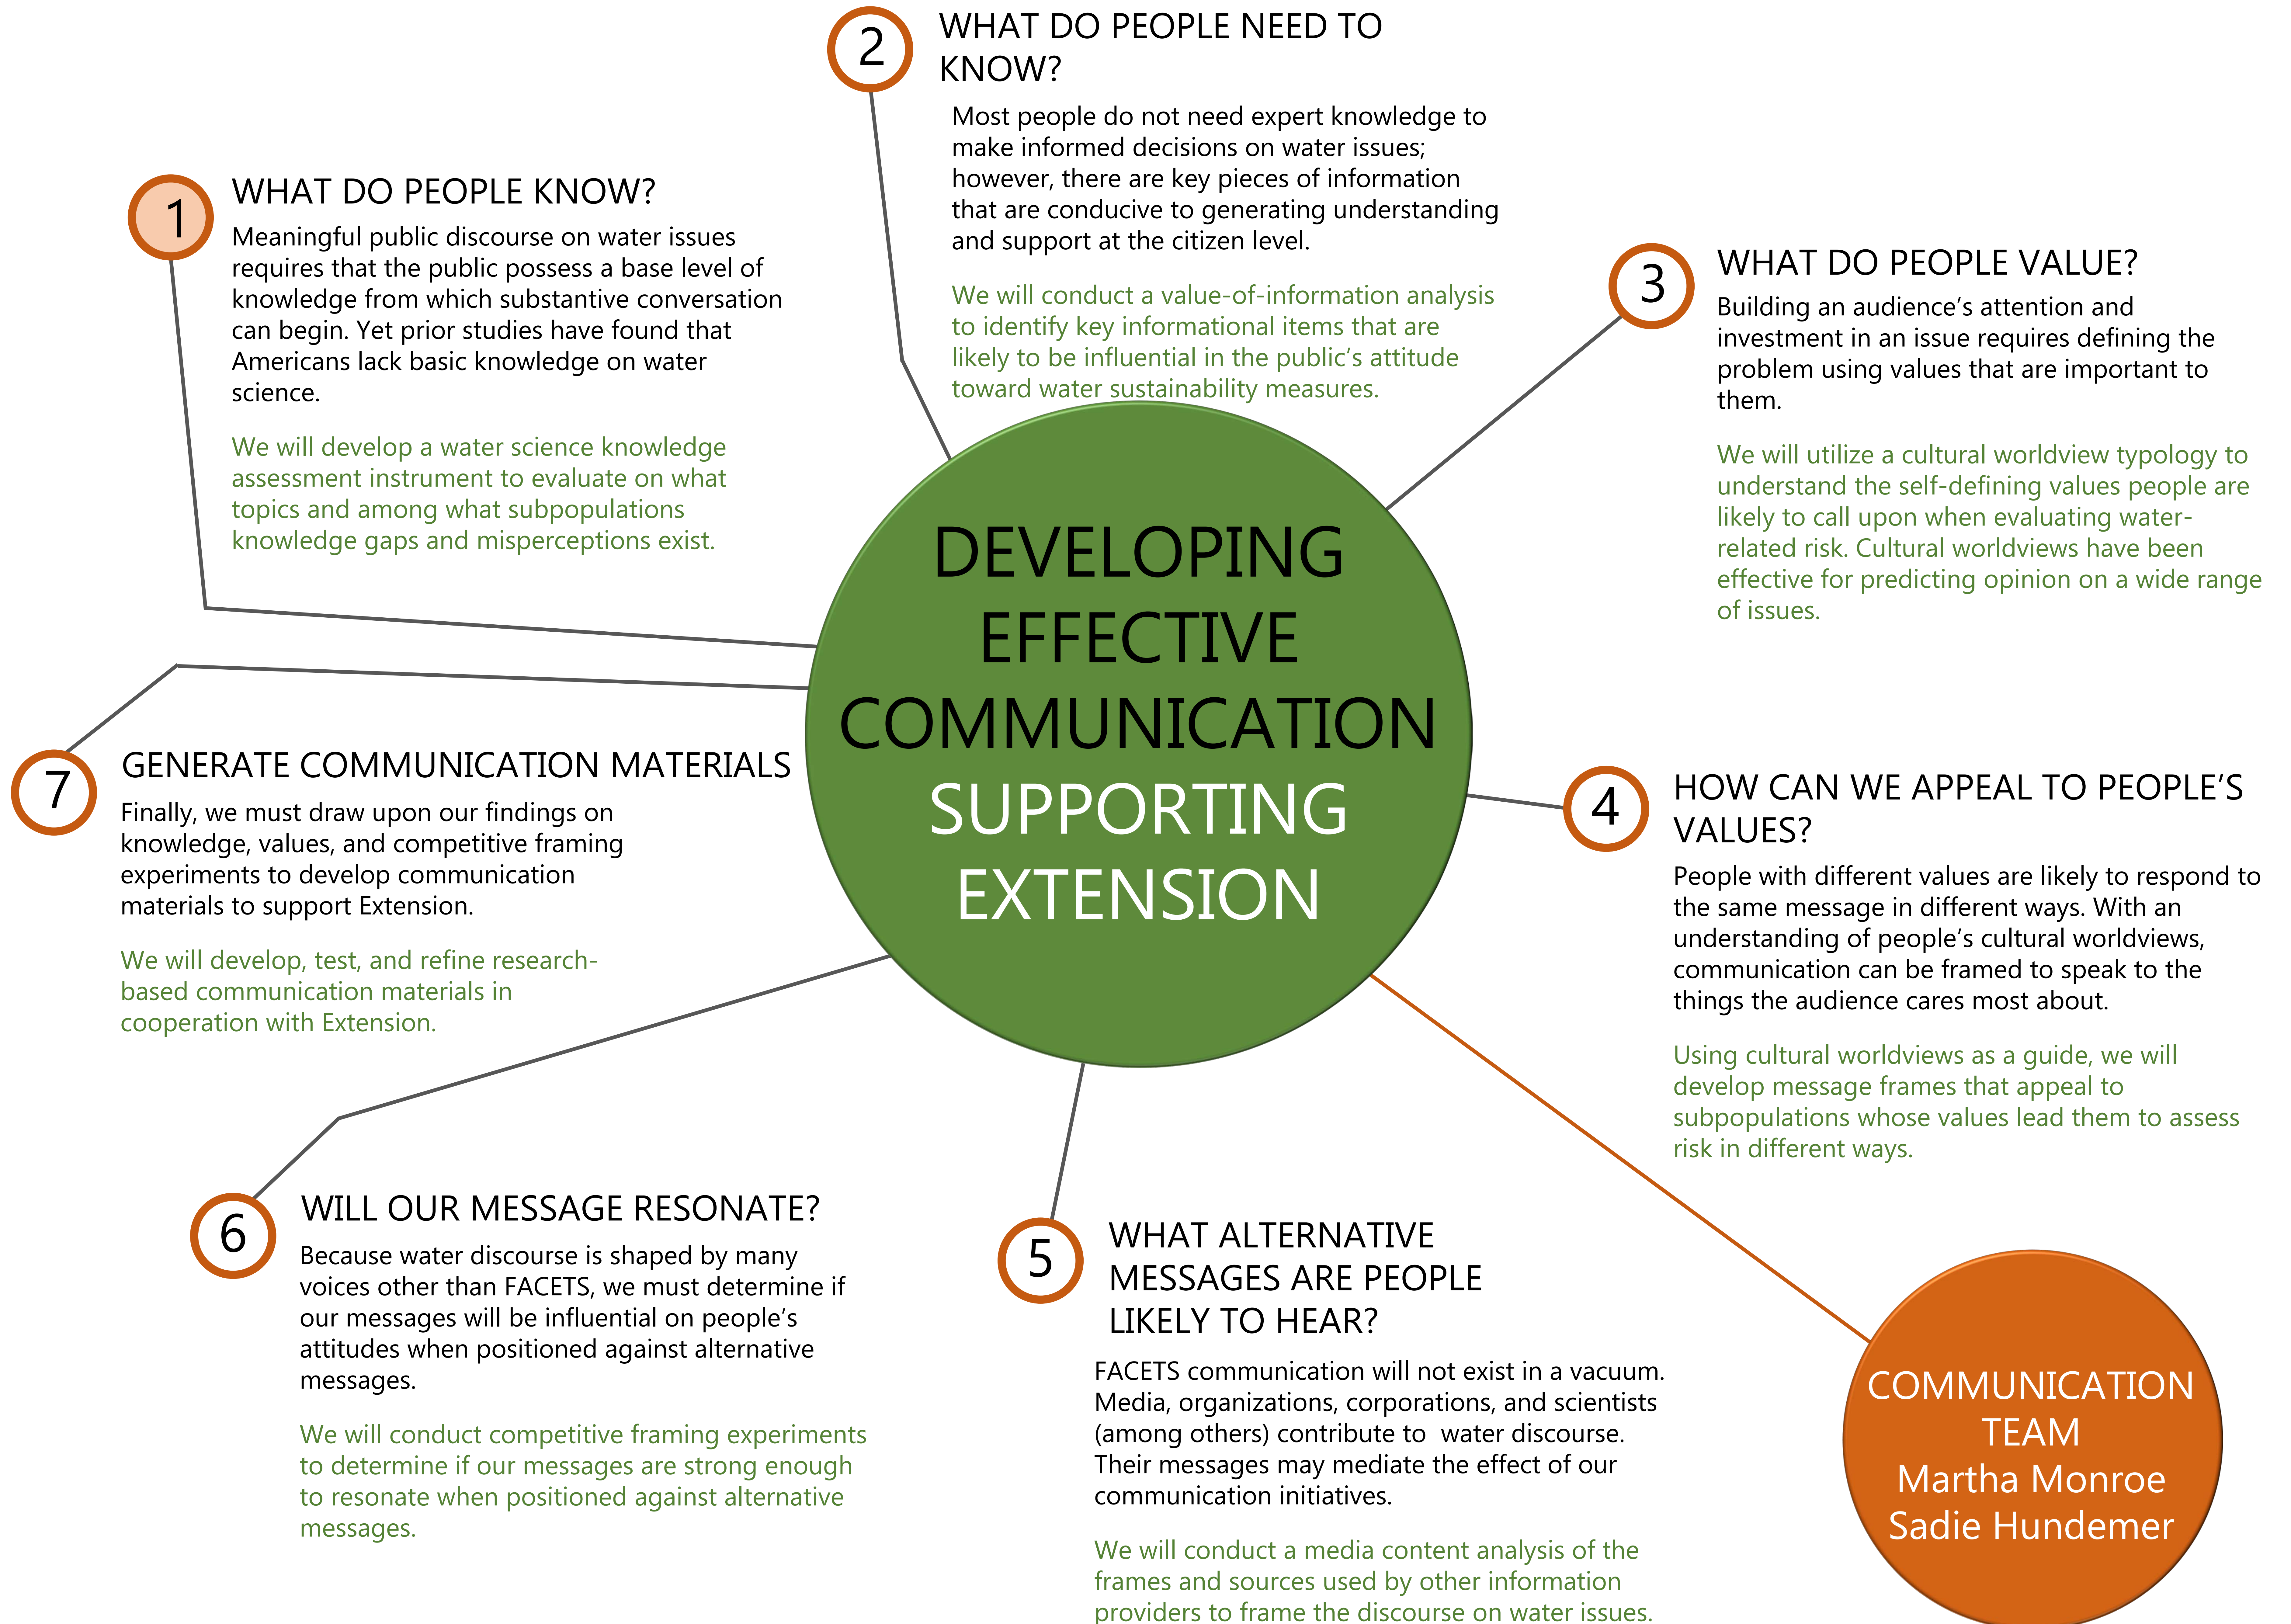 DEVELOPING
EFFECTIVE
COMMUNICATION
SUPPORTING
EXTENSION
1
WHAT DO PEOPLE KNOW?
Meaningful public discourse on water issues
requires that the public possess a base level of
knowledge from which substantive conversation
can begin. Yet prior studies have found that
Americans lack basic knowledge on water
science.
We will develop a water science knowledge
assessment instrument to evaluate on what
topics and among what subpopulations
knowledge gaps and misperceptions exist.
2
WHAT DO PEOPLE NEED TO
KNOW?
Most people do not need expert knowledge to
make informed decisions on water issues;
however, there are key pieces of information
that are conducive to generating understanding
and support at the citizen level.
We will conduct a value-of-information analysis
to identify key informational items that are
likely to be influential in the public’s attitude
toward water sustainability measures.
3
WHAT DO PEOPLE VALUE?
Building an audience’s attention and
investment in an issue requires defining the
problem using values that are important to
them.
We will utilize a cultural worldview typology to
understand the self-defining values people are
likely to call upon when evaluating water-
related risk. Cultural worldviews have been
effective for predicting opinion on a wide range
of issues.
4
HOW CAN WE APPEAL TO PEOPLE’S
VALUES?
People with different values are likely to respond to
the same message in different ways. With an
understanding of people’s cultural worldviews,
communication can be framed to speak to the
things the audience cares most about.
Using cultural worldviews as a guide, we will
develop message frames that appeal to
subpopulations whose values lead them to assess
risk in different ways.
5
WHAT ALTERNATIVE
MESSAGES ARE PEOPLE
LIKELY TO HEAR?
FACETS communication will not exist in a vacuum.
Media, organizations, corporations, and scientists
(among others) contribute to  water discourse.
Their messages may mediate the effect of our
communication initiatives.
We will conduct a media content analysis of the
frames and sources used by other information
providers to frame the discourse on water issues.
6
WILL OUR MESSAGE RESONATE?
Because water discourse is shaped by many
voices other than FACETS, we must determine if
our messages will be influential on people’s
attitudes when positioned against alternative
messages.
We will conduct competitive framing experiments
to determine if our messages are strong enough
to resonate when positioned against alternative
messages.
7
GENERATE COMMUNICATION MATERIALS
Finally, we must draw upon our findings on
knowledge, values, and competitive framing
experiments to develop communication
materials to support Extension.
We will develop, test, and refine research-
based communication materials in
cooperation with Extension.
COMMUNICATION
TEAM
Martha Monroe
Sadie Hundemer